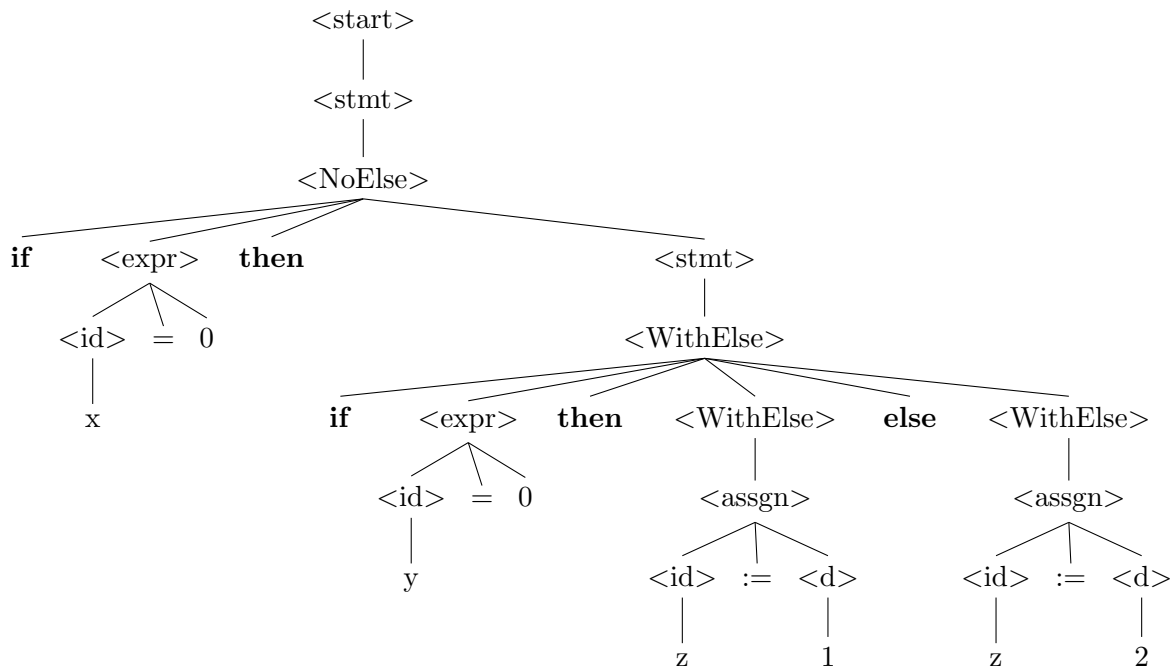 <start>
<stmt>
<NoElse>
if <expr> then <stmt>
<id> = 0 <WithElse>
x if <expr> then <WithElse> else <WithElse>
<id> = 0 <assgn> <assgn>
y <id> := <d> <id> := <d>
z 1 z 2